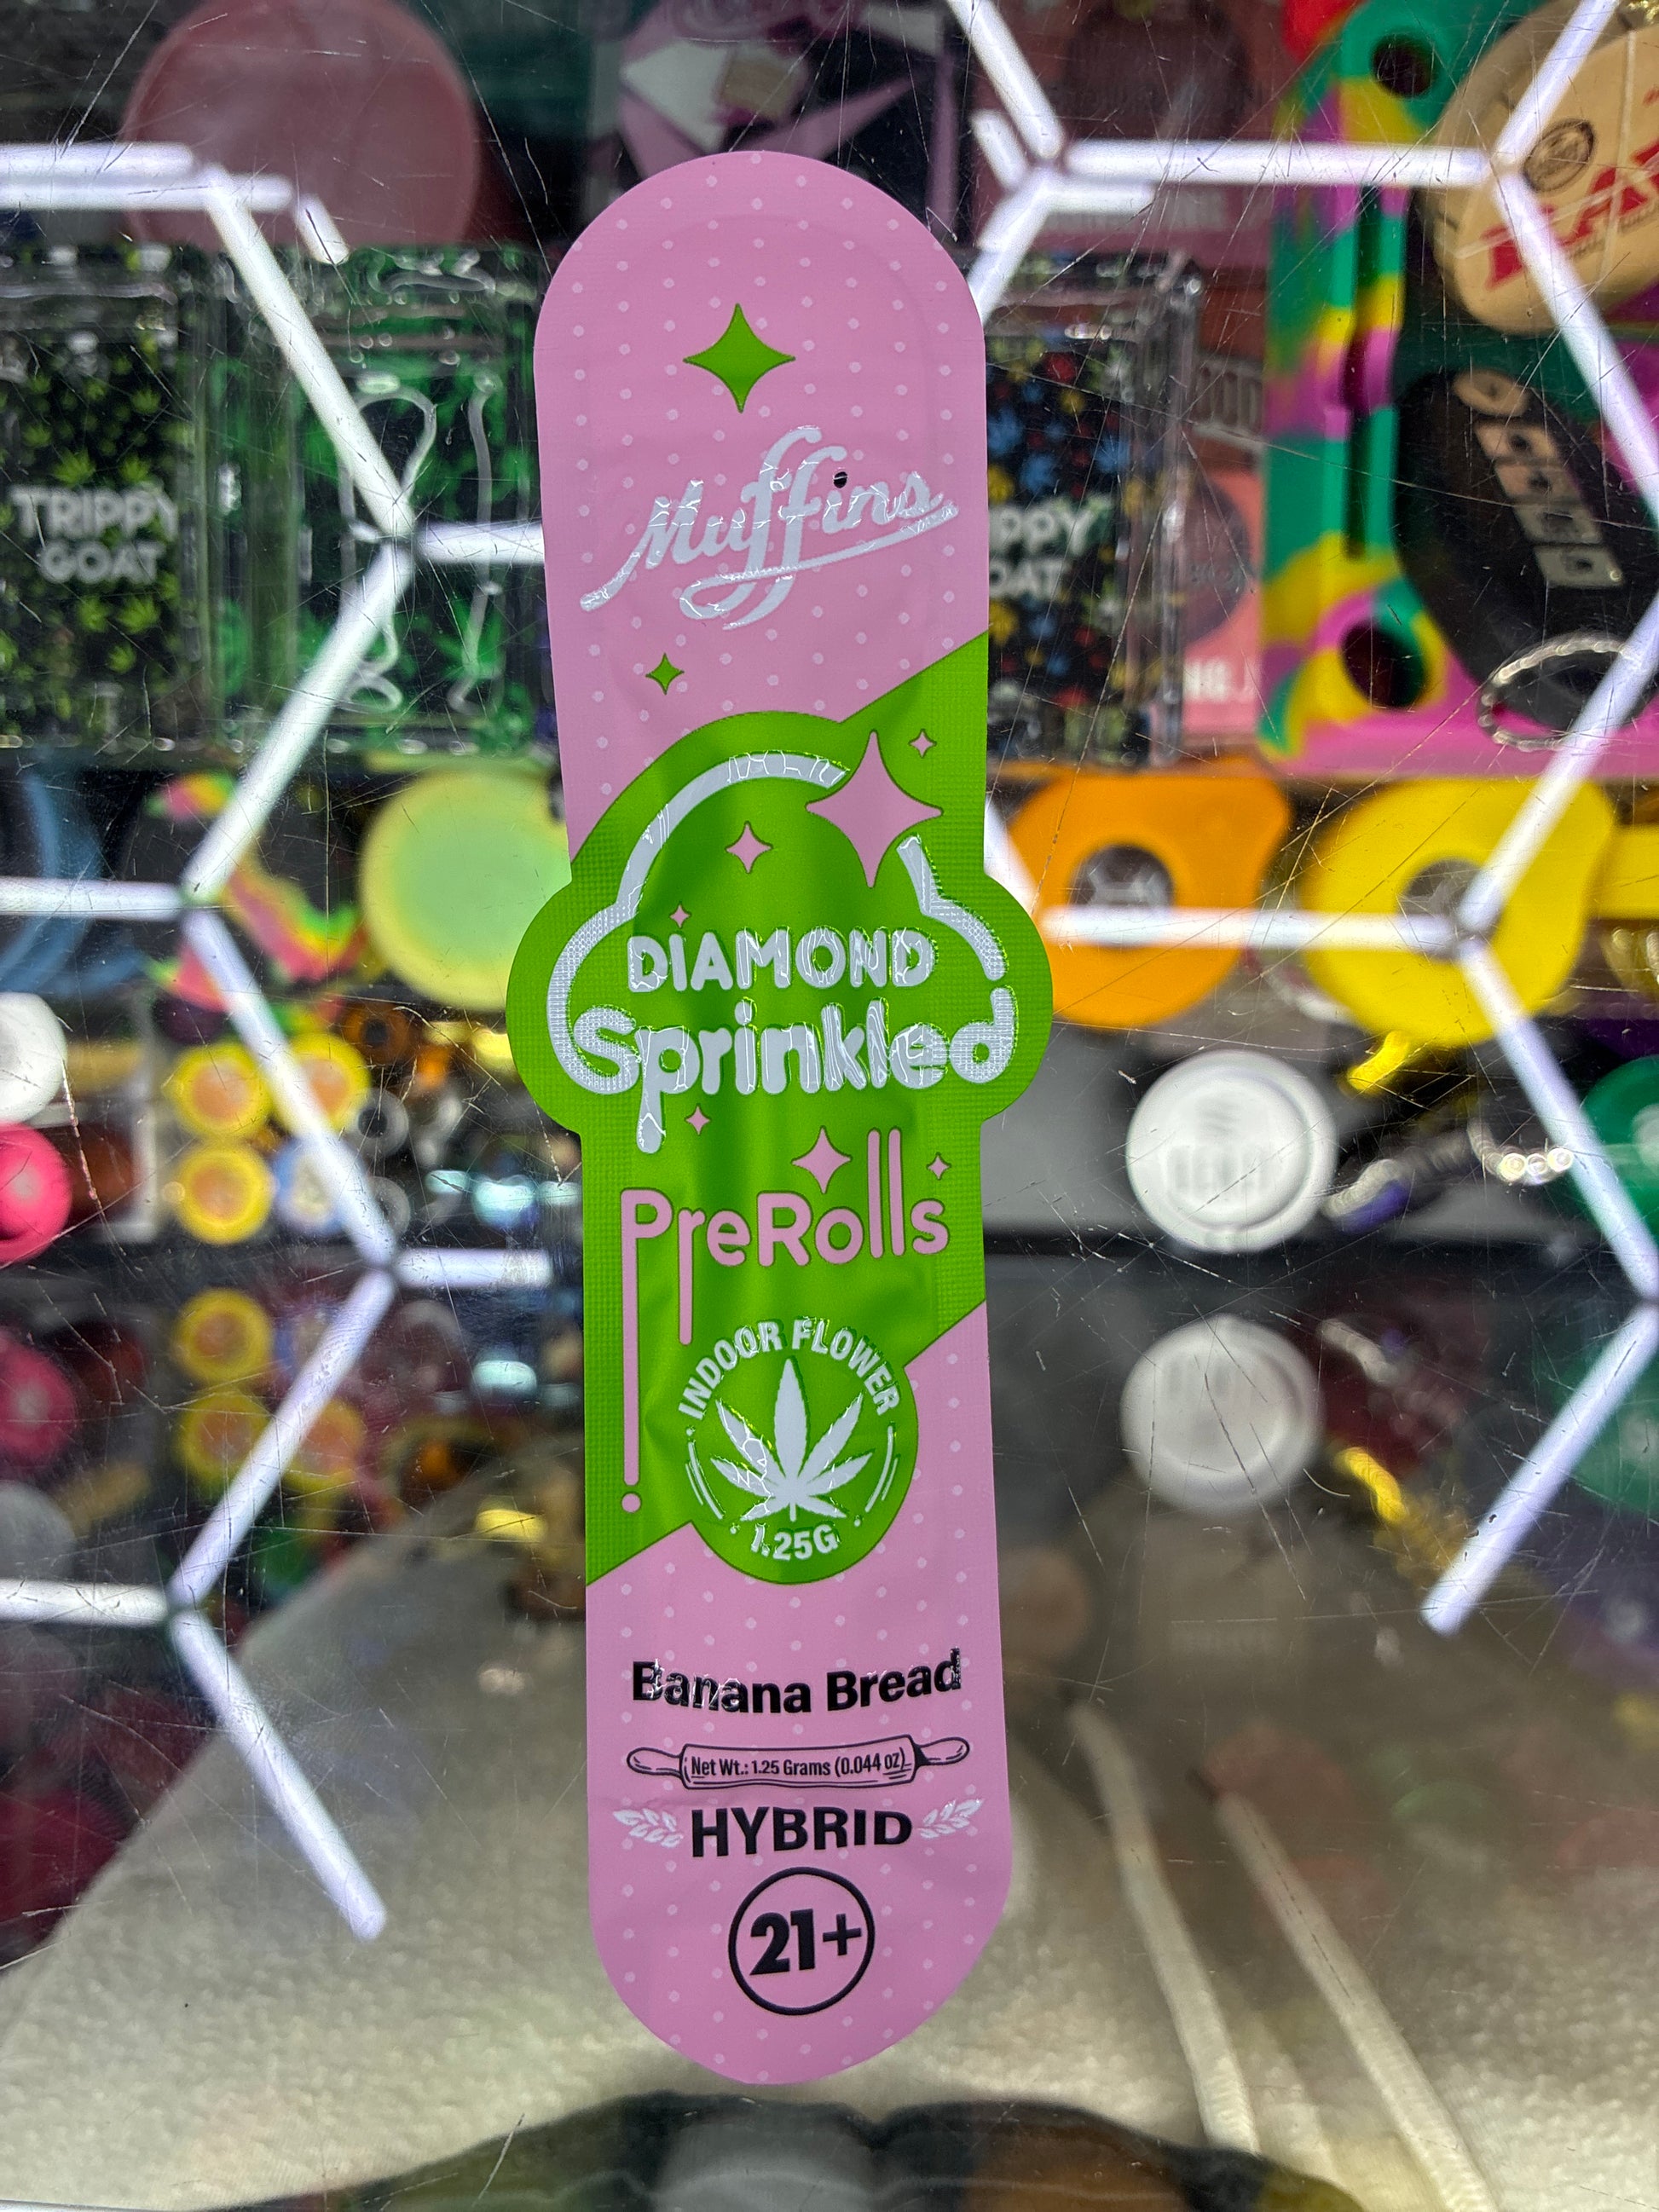 Muffins
DIAMOND
Sprinkled
PreRolls
INDOOR FLOWER
1.25G
Banana Bread
Net Wt.: 1.25 Grams (0.044 oz)
HYBRID
21+
TRIPPY
GOAT